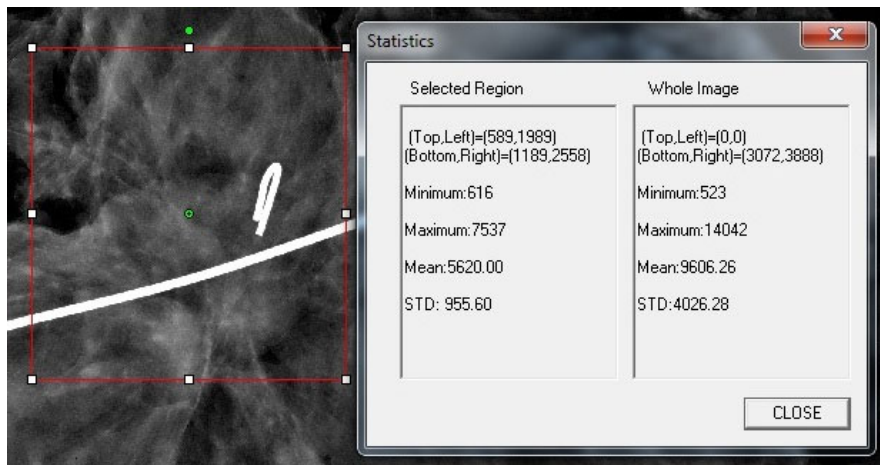 Statistics
Selected Region
(Top,Left)=(589,1989)
(Bottom,Right)=(1189,2558)
Minimum:616
Maximum:7537
Mean:5620.00
STD: 955.60
Whole Image
(Top,Left)=(0,0)
(Bottom,Right)=(3072,3888)
Minimum:523
Maximum:14042
Mean:9606.26
STD:4026.28
CLOSE